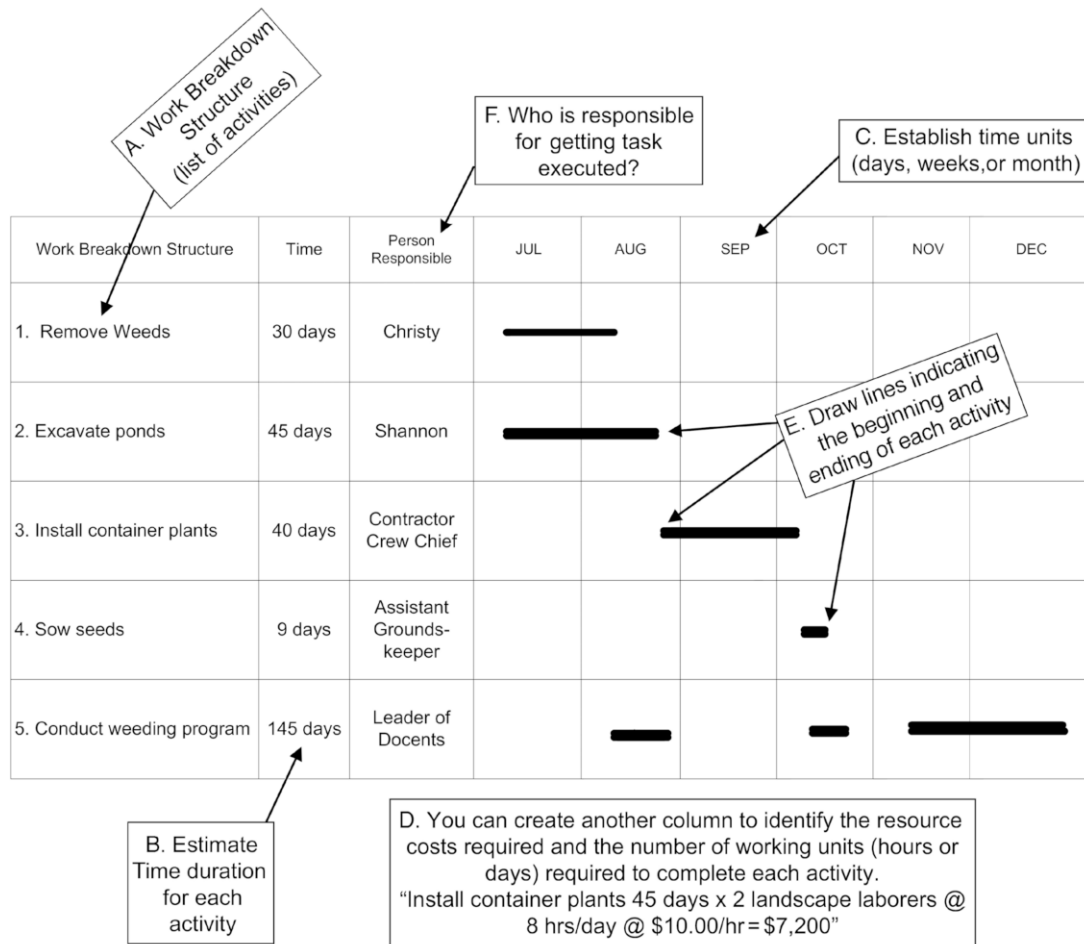 A. Work Breakdown
Structure
(list of activities)
F. Who is responsible
for getting task
executed?
C. Establish time units
(days, weeks,or month)
Work Breakdown Structure
Time
Person
Responsible
JUL
AUG
SEP
OCT
NOV
DEC
1. Remove Weeds
30 days
Christy
2. Excavate ponds
45 days
Shannon
E. Draw lines indicating
the beginning and
ending of each activity
3. Install container plants
40 days
Contractor
Crew Chief
4. Sow seeds
9 days
Assistant
Grounds-
keeper
5. Conduct weeding program
145 days
Leader of
Docents
B. Estimate
Time duration
for each
activity
D. You can create another column to identify the resource
costs required and the number of working units (hours or
days) required to complete each activity.
“Install container plants 45 days x 2 landscape laborers @
8 hrs/day @ $10.00/hr = $7,200”